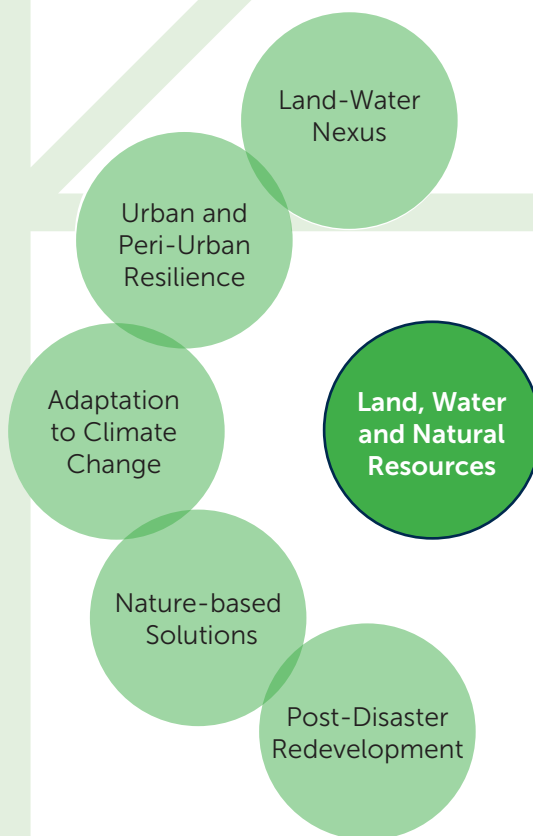 Land-Water
Nexus
Urban and
Peri-Urban
Resilience
Adaptation
to Climate
Change
Land, Water
and Natural
Resources
Nature-based
Solutions
Post-Disaster
Redevelopment